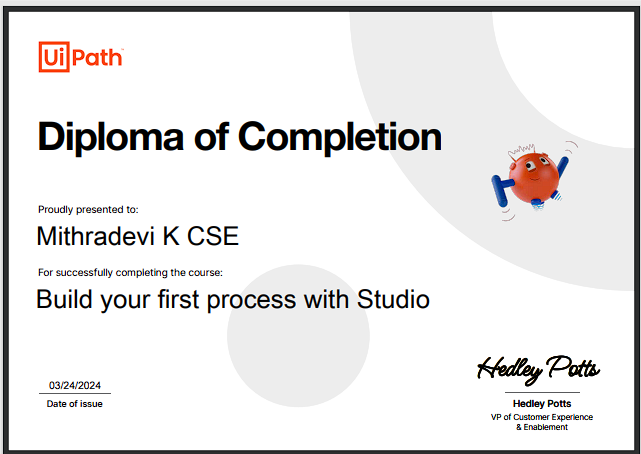 UiPath™
Diploma of Completion
Proudly presented to:
Mithradevi K CSE
For successfully completing the course:
Build your first process with Studio
Hedley Potts
03/24/2024
Date of issue
Hedley Potts
VP of Customer Experience
& Enablement